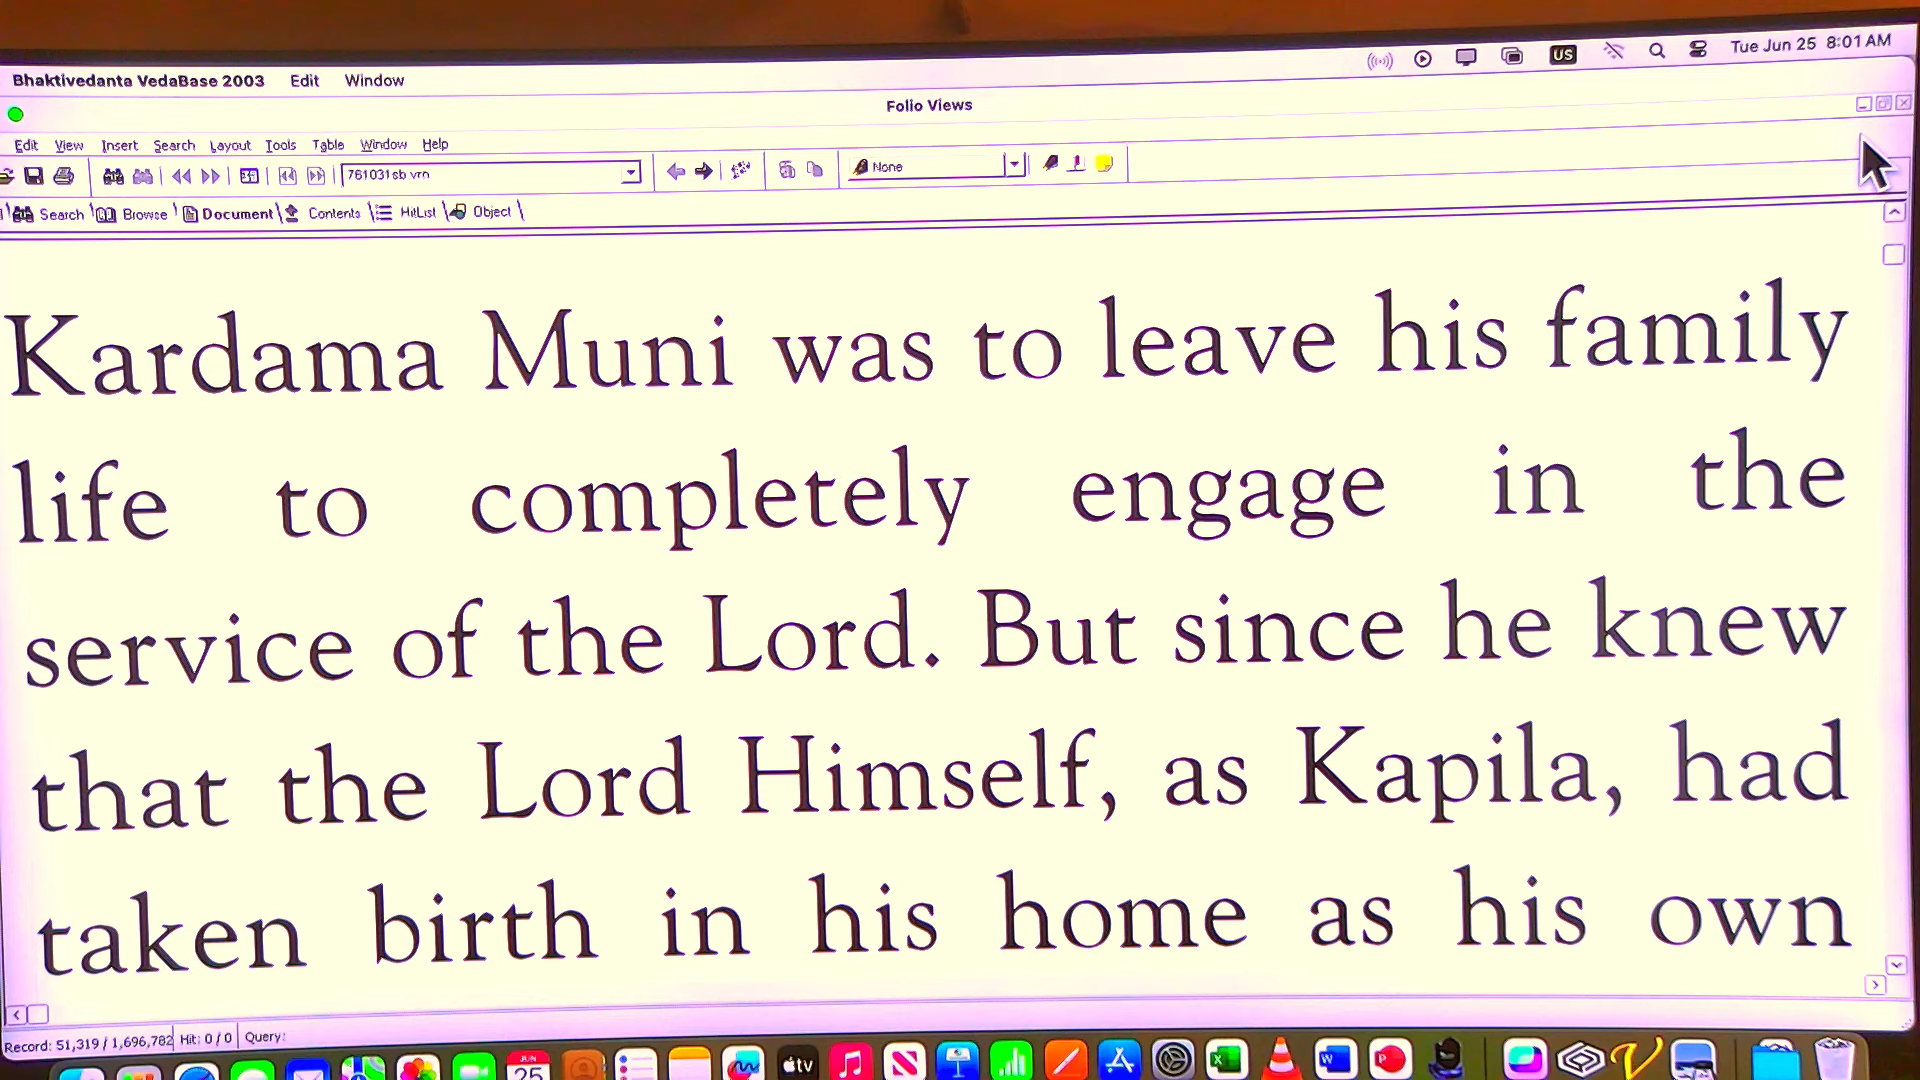 Bhaktivedanta VedaBase 2003 Edit Window US Tue Jun 25 8:01 AM
Folio Views
Edit View Insert Search Layout Tools Table Window Help
761031sb vrn None
Search Browse Document Contents HitList Object
Kardama Muni was to leave his family
life to completely engage in the
service of the Lord. But since he knew
that the Lord Himself, as Kapila, had
taken birth in his home as his own
Record: 51,319 / 1,696,782 Hit: 0 / 0 Query:
JUN
25
tv